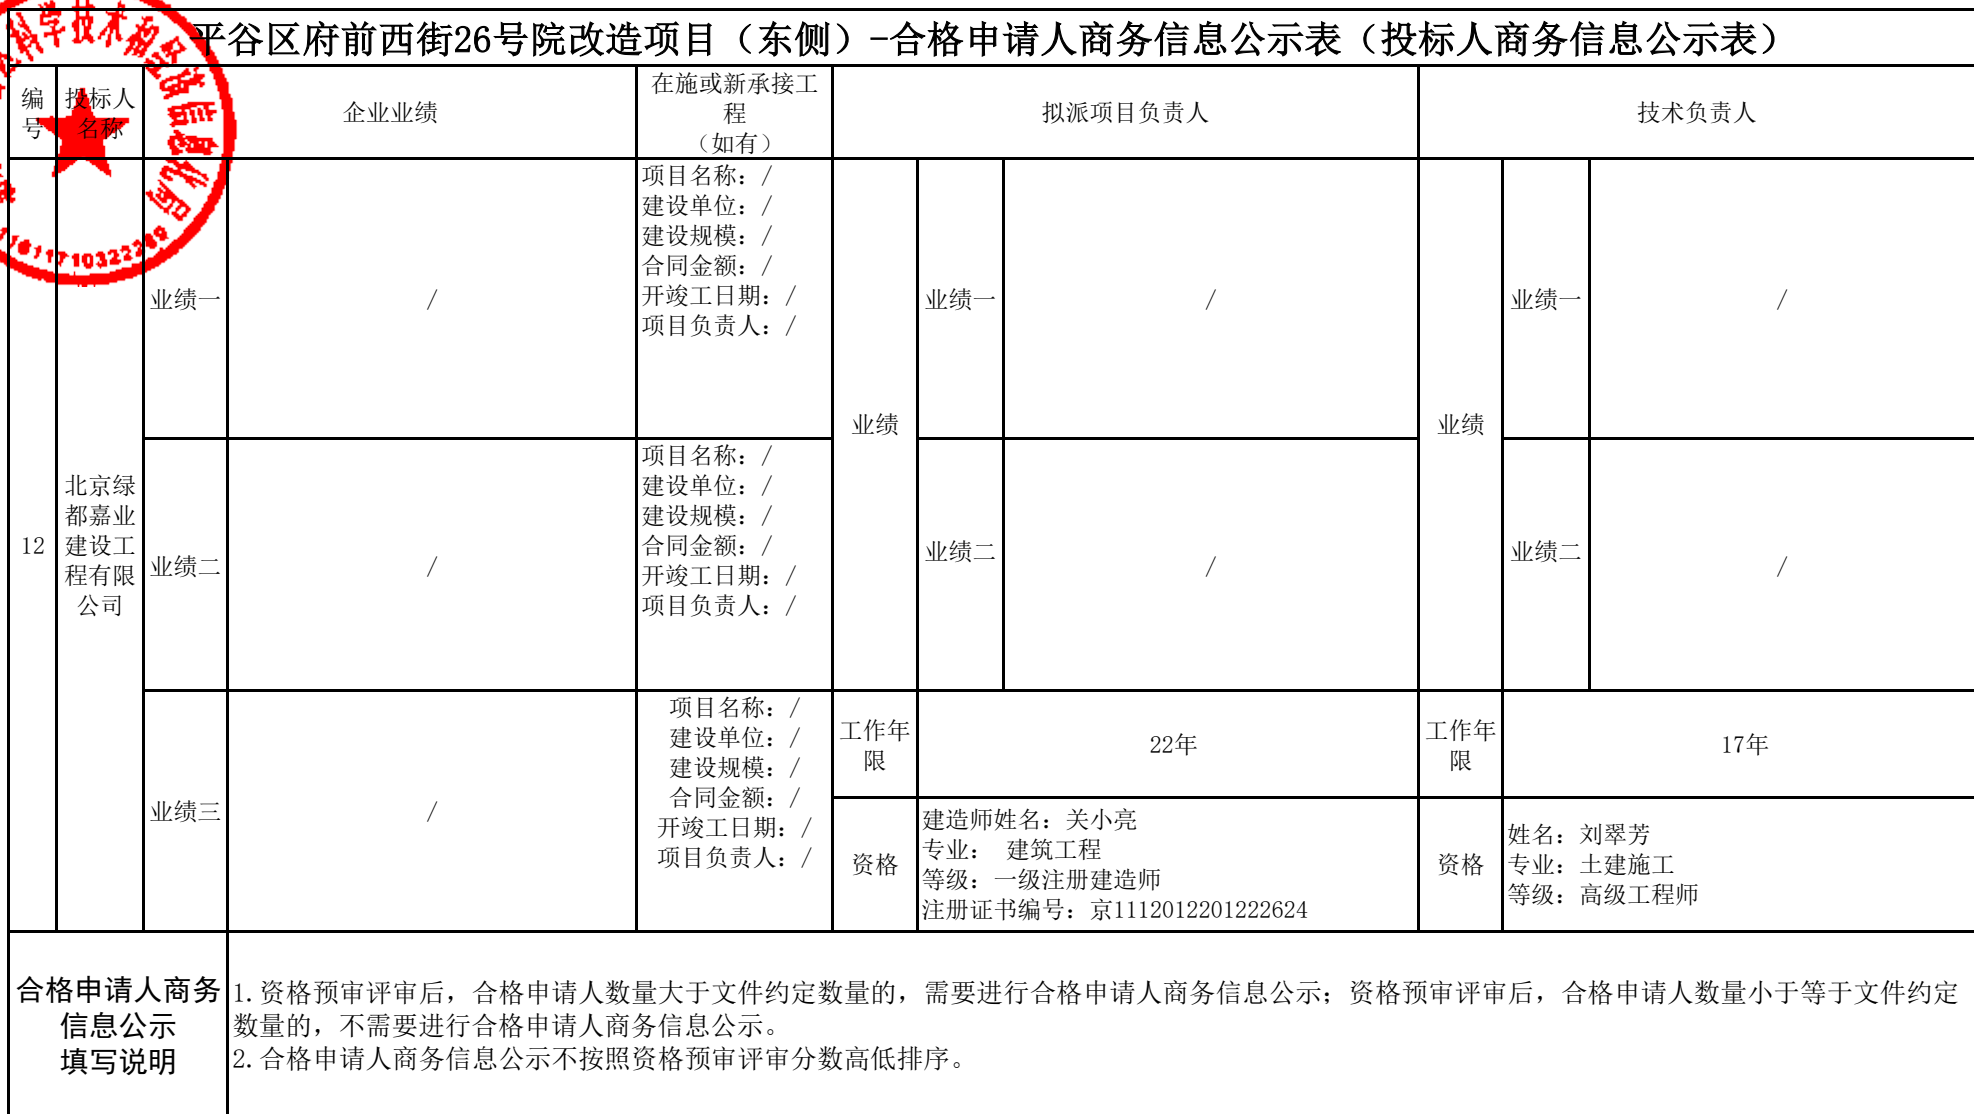 平谷区府前西街26号院改造项目（东侧）-合格申请人商务信息公示表（投标人商务信息公示表）
编号
投标人名称
企业业绩
在施或新承接工程
（如有）
拟派项目负责人
技术负责人
12
北京绿都嘉业建设工程有限公司
业绩一
/
项目名称：/
建设单位：/
建设规模：/
合同金额：/
开竣工日期：/
项目负责人：/
业绩
业绩一
/
业绩
业绩一
/
业绩二
/
项目名称：/
建设单位：/
建设规模：/
合同金额：/
开竣工日期：/
项目负责人：/
业绩二
/
业绩二
/
业绩三
/
项目名称：/
建设单位：/
建设规模：/
合同金额：/
开竣工日期：/
项目负责人：/
工作年限
22年
工作年限
17年
资格
建造师姓名：关小亮
专业： 建筑工程
等级：一级注册建造师
注册证书编号：京1112012201222624
资格
姓名：刘翠芳
专业：土建施工
等级：高级工程师
合格申请人商务
信息公示
填写说明
1.资格预审评审后，合格申请人数量大于文件约定数量的，需要进行合格申请人商务信息公示；资格预审评审后，合格申请人数量小于等于文件约定
数量的，不需要进行合格申请人商务信息公示。
2.合格申请人商务信息公示不按照资格预审评审分数高低排序。
科学技术和经济信息化局